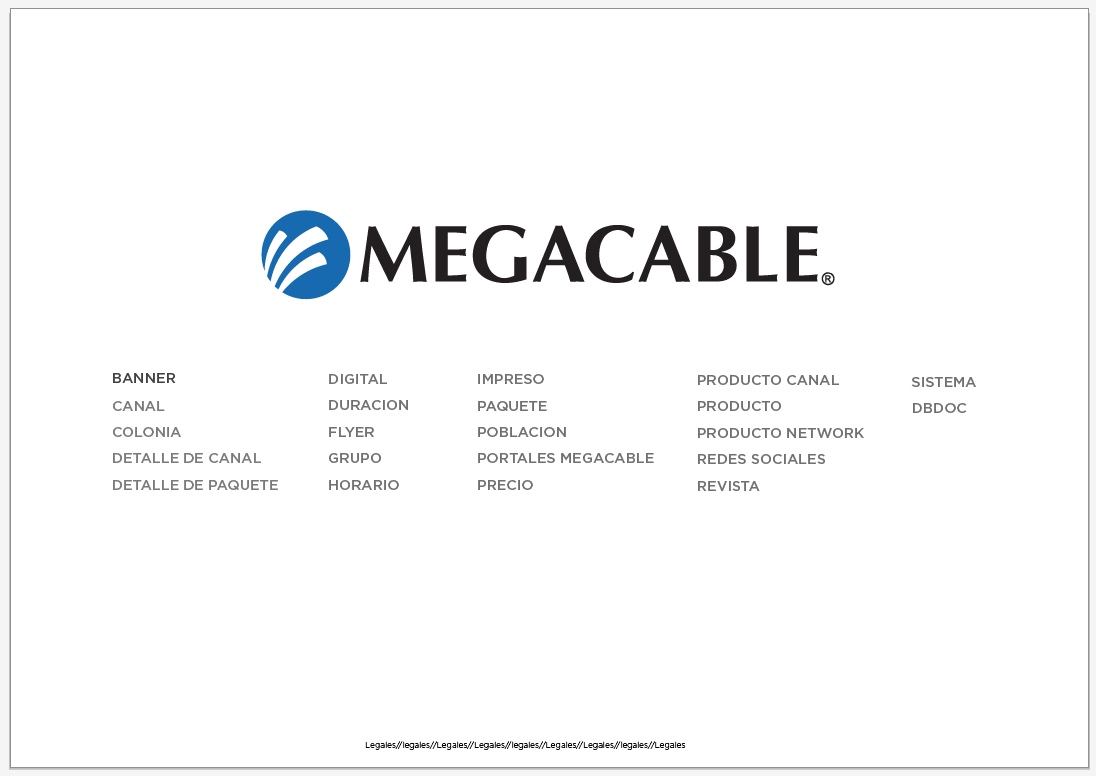 MEGACABLE®
BANNER
CANAL
COLONIA
DETALLE DE CANAL
DETALLE DE PAQUETE
DIGITAL
DURACION
FLYER
GRUPO
HORARIO
IMPRESO
PAQUETE
POBLACION
PORTALES MEGACABLE
PRECIO
PRODUCTO CANAL
PRODUCTO
PRODUCTO NETWORK
REDES SOCIALES
REVISTA
SISTEMA
DBDOC
Legales//legales//Legales//Legales//legales//Legales//Legales//legales//Legales